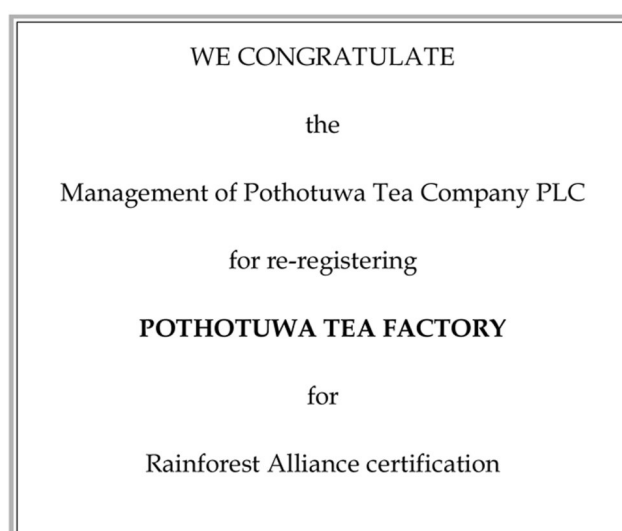 WE CONGRATULATE
the
Management of Pothotuwa Tea Company PLC
for re-registering
POTHOTUWA TEA FACTORY
for
Rainforest Alliance certification